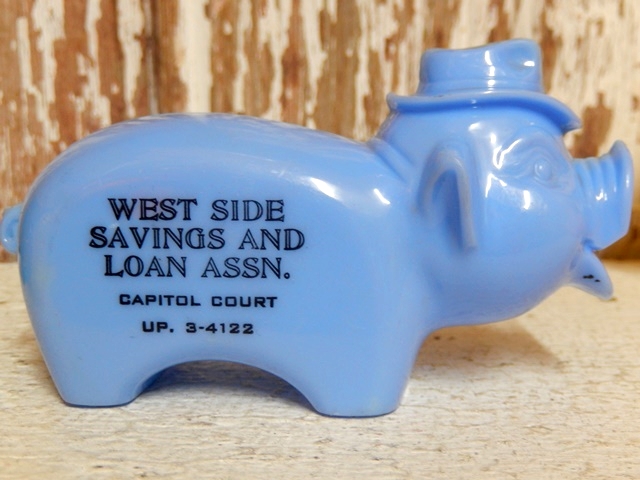 WEST SIDE
SAVINGS AND
LOAN ASSN.
CAPITOL COURT
UP. 3-4122